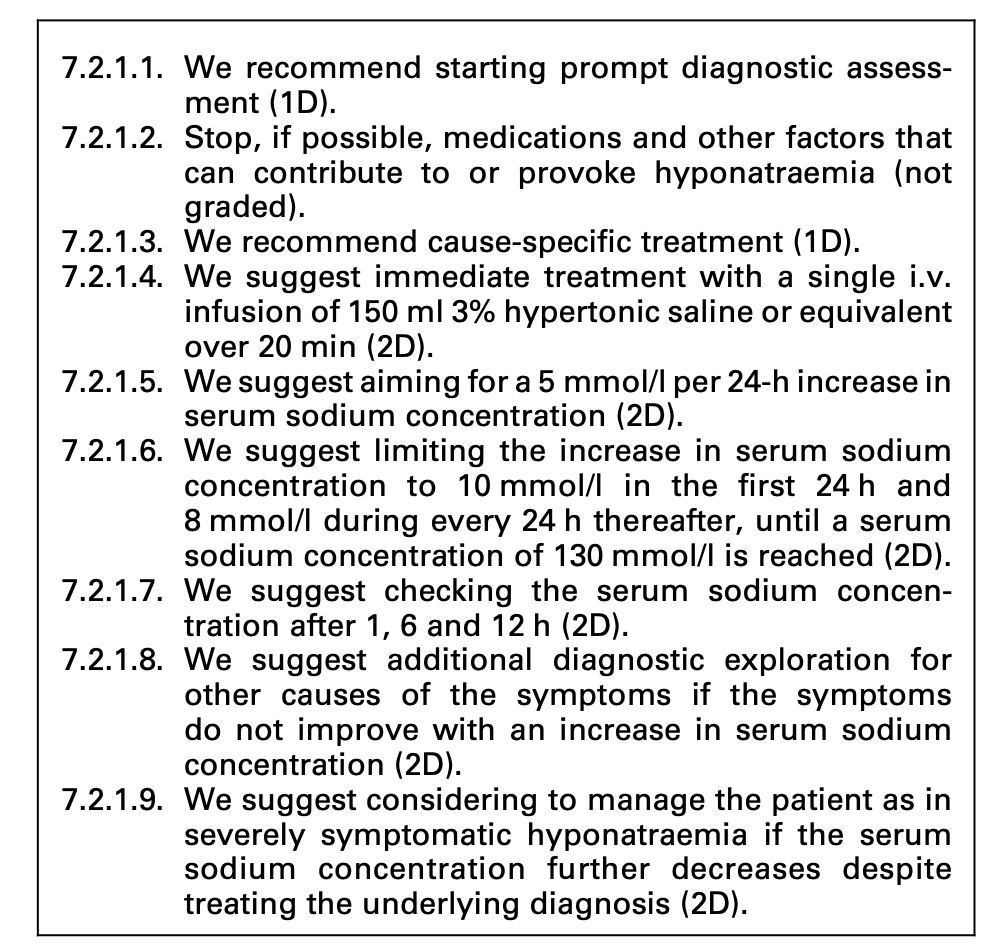 7.2.1.1. We recommend starting prompt diagnostic assess-
ment (1D).
7.2.1.2. Stop, if possible, medications and other factors that
can contribute to or provoke hyponatraemia (not
graded).
7.2.1.3. We recommend cause-specific treatment (1D).
7.2.1.4. We suggest immediate treatment with a single i.v.
infusion of 150 ml 3% hypertonic saline or equivalent
over 20 min (2D).
7.2.1.5. We suggest aiming for a 5 mmol/l per 24-h increase in
serum sodium concentration (2D).
7.2.1.6. We suggest limiting the increase in serum sodium
concentration to 10 mmol/l in the first 24 h and
8 mmol/l during every 24 h thereafter, until a serum
sodium concentration of 130 mmol/l is reached (2D).
7.2.1.7. We suggest checking the serum sodium concen-
tration after 1, 6 and 12 h (2D).
7.2.1.8. We suggest additional diagnostic exploration for
other causes of the symptoms if the symptoms
do not improve with an increase in serum sodium
concentration (2D).
7.2.1.9. We suggest considering to manage the patient as in
severely symptomatic hyponatraemia if the serum
sodium concentration further decreases despite
treating the underlying diagnosis (2D).